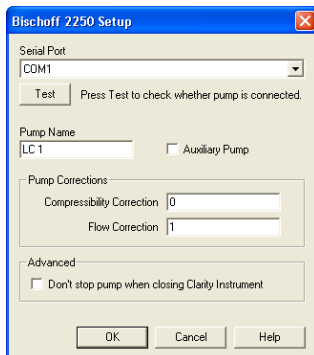 Bischoff 2250 Setup
Serial Port
COM1
Test Press Test to check whether pump is connected.
Pump Name
LC 1 Auxiliary Pump
Pump Corrections
Compressibility Correction 0
Flow Correction 1
Advanced
Don't stop pump when closing Clarity Instrument
OK Cancel Help